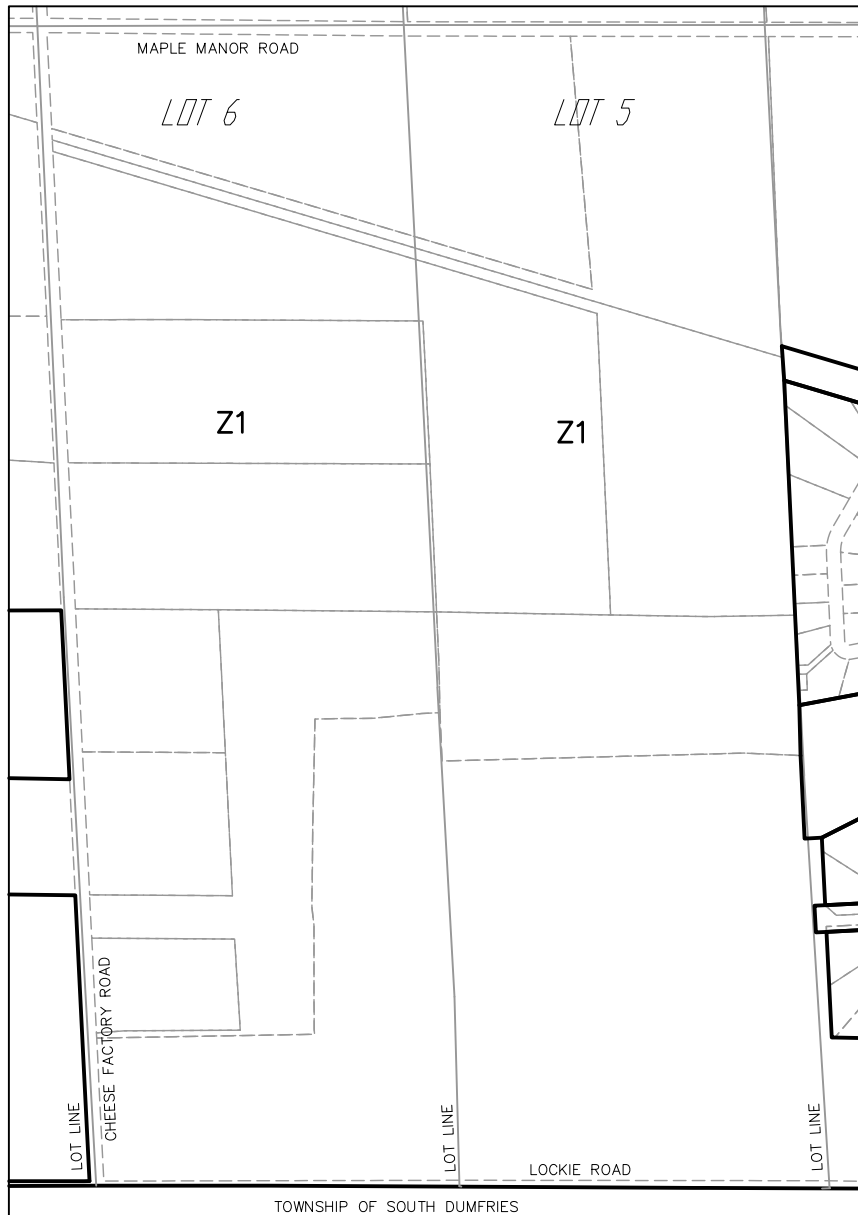 MAPLE MANOR ROAD
LOT 6
LOT 5
Z1
Z1
CHEESE FACTORY ROAD
LOT LINE
LOT LINE
LOT LINE
LOCKIE ROAD
TOWNSHIP OF SOUTH DUMFRIES